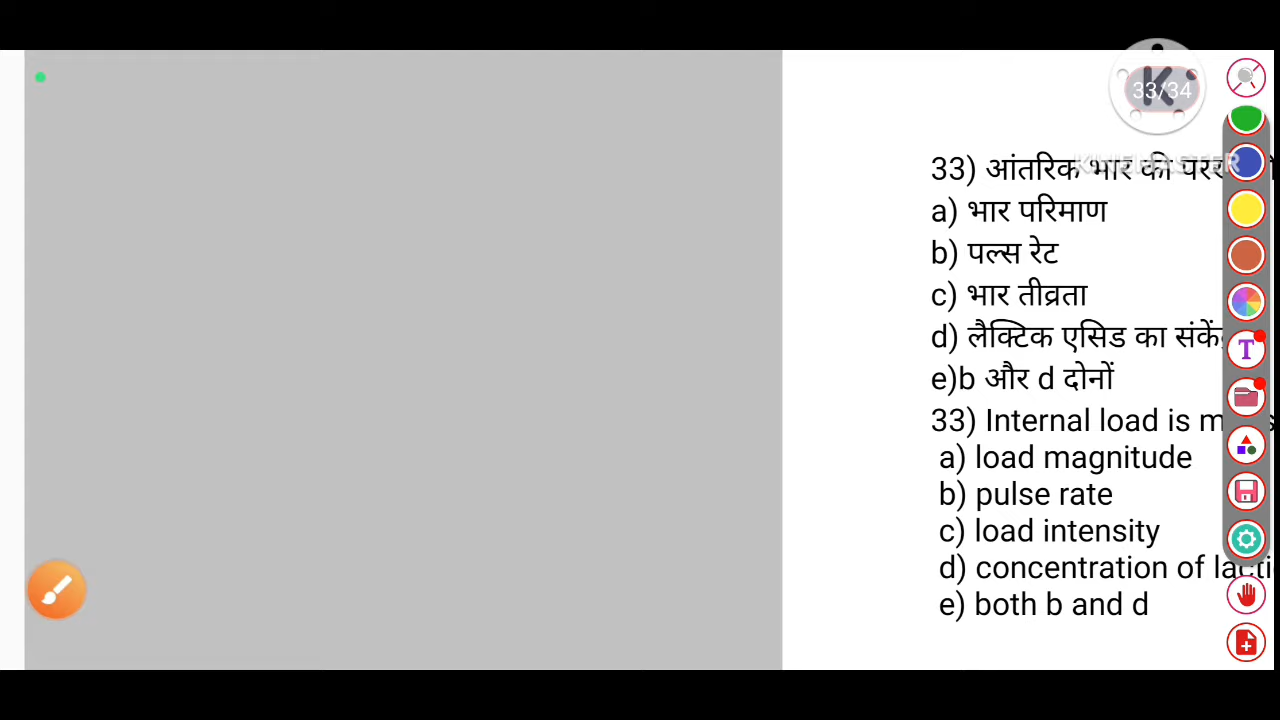 33/34
KINEMASTER
33) आंतरिक भार की
a) भार परिमाण
b) पल्स रेट
c) भार तीव्रता
d) लैक्टिक एसिड का
e)b और d दोनों
33) Internal load is
a) load magnitude
b) pulse rate
c) load intensity
d) concentration of
e) both b and d
T